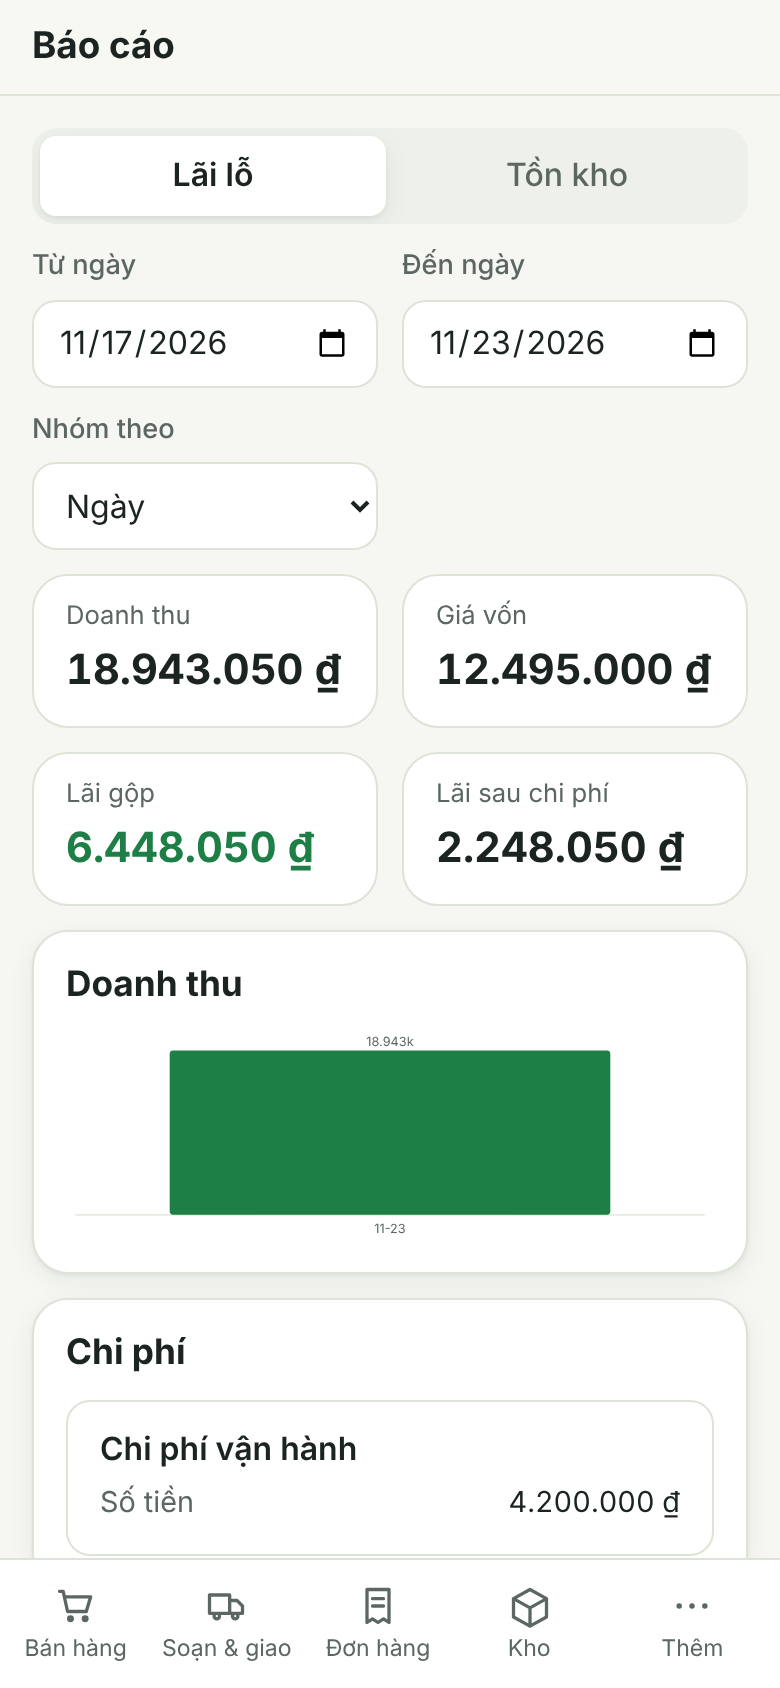 Báo cáo
Lãi lỗ
Tồn kho
Từ ngày
Đến ngày
11/17/2026
11/23/2026
Nhóm theo
Ngày
Doanh thu
Giá vốn
18.943.050 ₫
12.495.000 ₫
Lãi gộp
Lãi sau chi phí
6.448.050 ₫
2.248.050 ₫
Doanh thu
18.943k
11-23
Chi phí
Chi phí vận hành
Số tiền
4.200.000 ₫
Bán hàng
Soạn & giao
Đơn hàng
Kho
Thêm